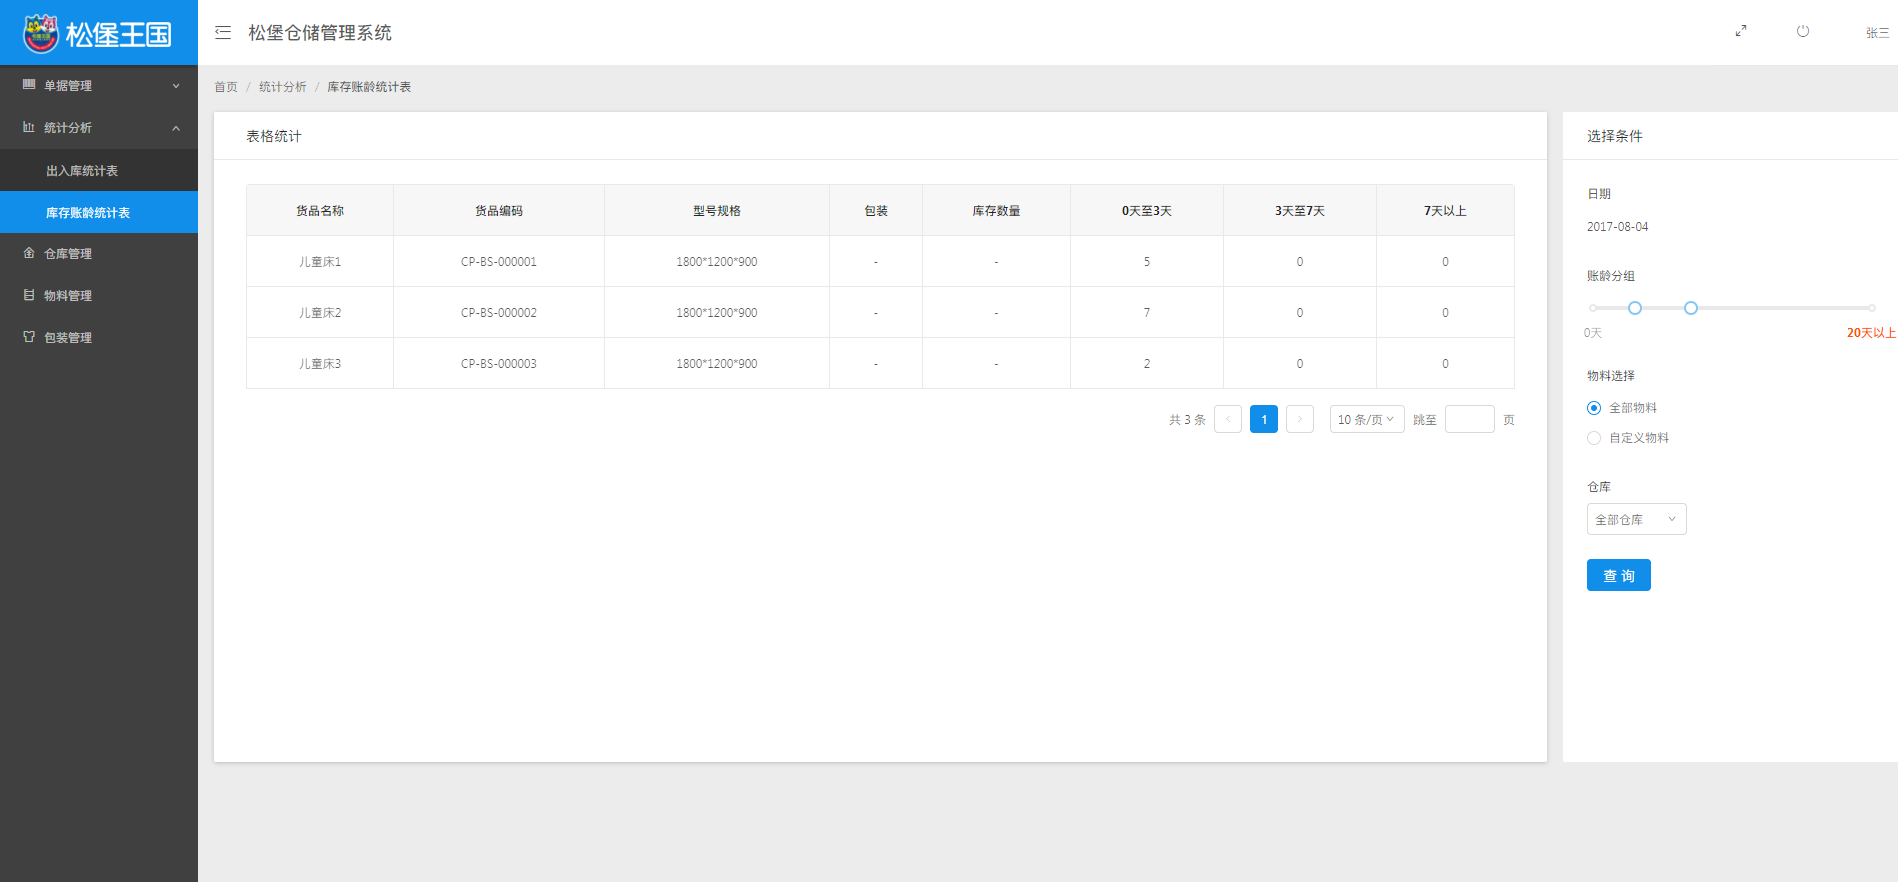 松堡王国
松堡仓储管理系统
张三
单据管理
统计分析
出入库统计表
库存账龄统计表
仓库管理
物料管理
包装管理
首页 / 统计分析 / 库存账龄统计表
表格统计
货品名称 货品编码 型号规格 包装 库存数量 0天至3天 3天至7天 7天以上
儿童床1 CP-BS-000001 1800*1200*900 - - 5 0 0
儿童床2 CP-BS-000002 1800*1200*900 - - 7 0 0
儿童床3 CP-BS-000003 1800*1200*900 - - 2 0 0
共 3 条 < 1 > 10 条/页 跳至 页
选择条件
日期
2017-08-04
账龄分组
0天 20天以上
物料选择
全部物料
自定义物料
仓库
全部仓库
查 询